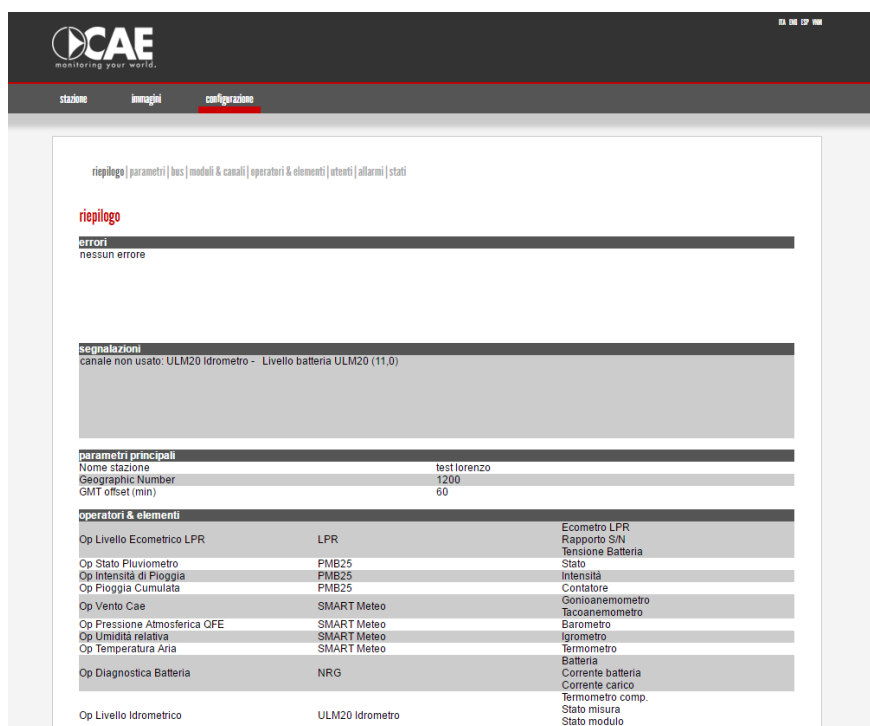 ITA ENG ESP VNM
CAE
monitoring your world.
stazione immagini configurazione
riepilogo | parametri | bus | moduli & canali | operatori & elementi | utenti | allarmi | stati
riepilogo
errori
nessun errore
segnalazioni
canale non usato: ULM20 Idrometro - Livello batteria ULM20 (11,0)
parametri principali
Nome stazione test lorenzo
Geographic Number 1200
GMT offset (min) 60
operatori & elementi
Op Livello Ecometrico LPR LPR Ecometro LPR
Rapporto S/N
Tensione Batteria
Op Stato Pluviometro PMB25 Stato
Op Intensità di Pioggia PMB25 Intensità
Op Pioggia Cumulata PMB25 Contatore
Op Vento Cae SMART Meteo Gonioanemometro
Tacoanemometro
Op Pressione Atmosferica QFE SMART Meteo Barometro
Op Umidità relativa SMART Meteo Igrometro
Op Temperatura Aria SMART Meteo Termometro
Op Diagnostica Batteria NRG Batteria
Corrente batteria
Corrente carico
Op Livello Idrometrico ULM20 Idrometro Termometro comp.
Stato misura
Stato modulo